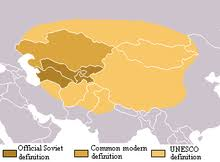 Official Soviet definition
Common modern definition
UNESCO definition